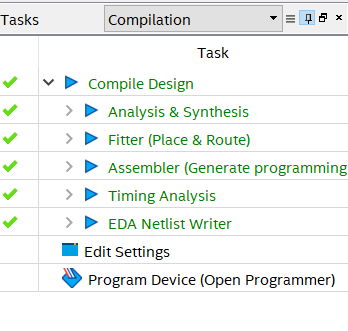 Tasks Compilation
Task
Compile Design
Analysis & Synthesis
Fitter (Place & Route)
Assembler (Generate programming
Timing Analysis
EDA Netlist Writer
Edit Settings
Program Device (Open Programmer)